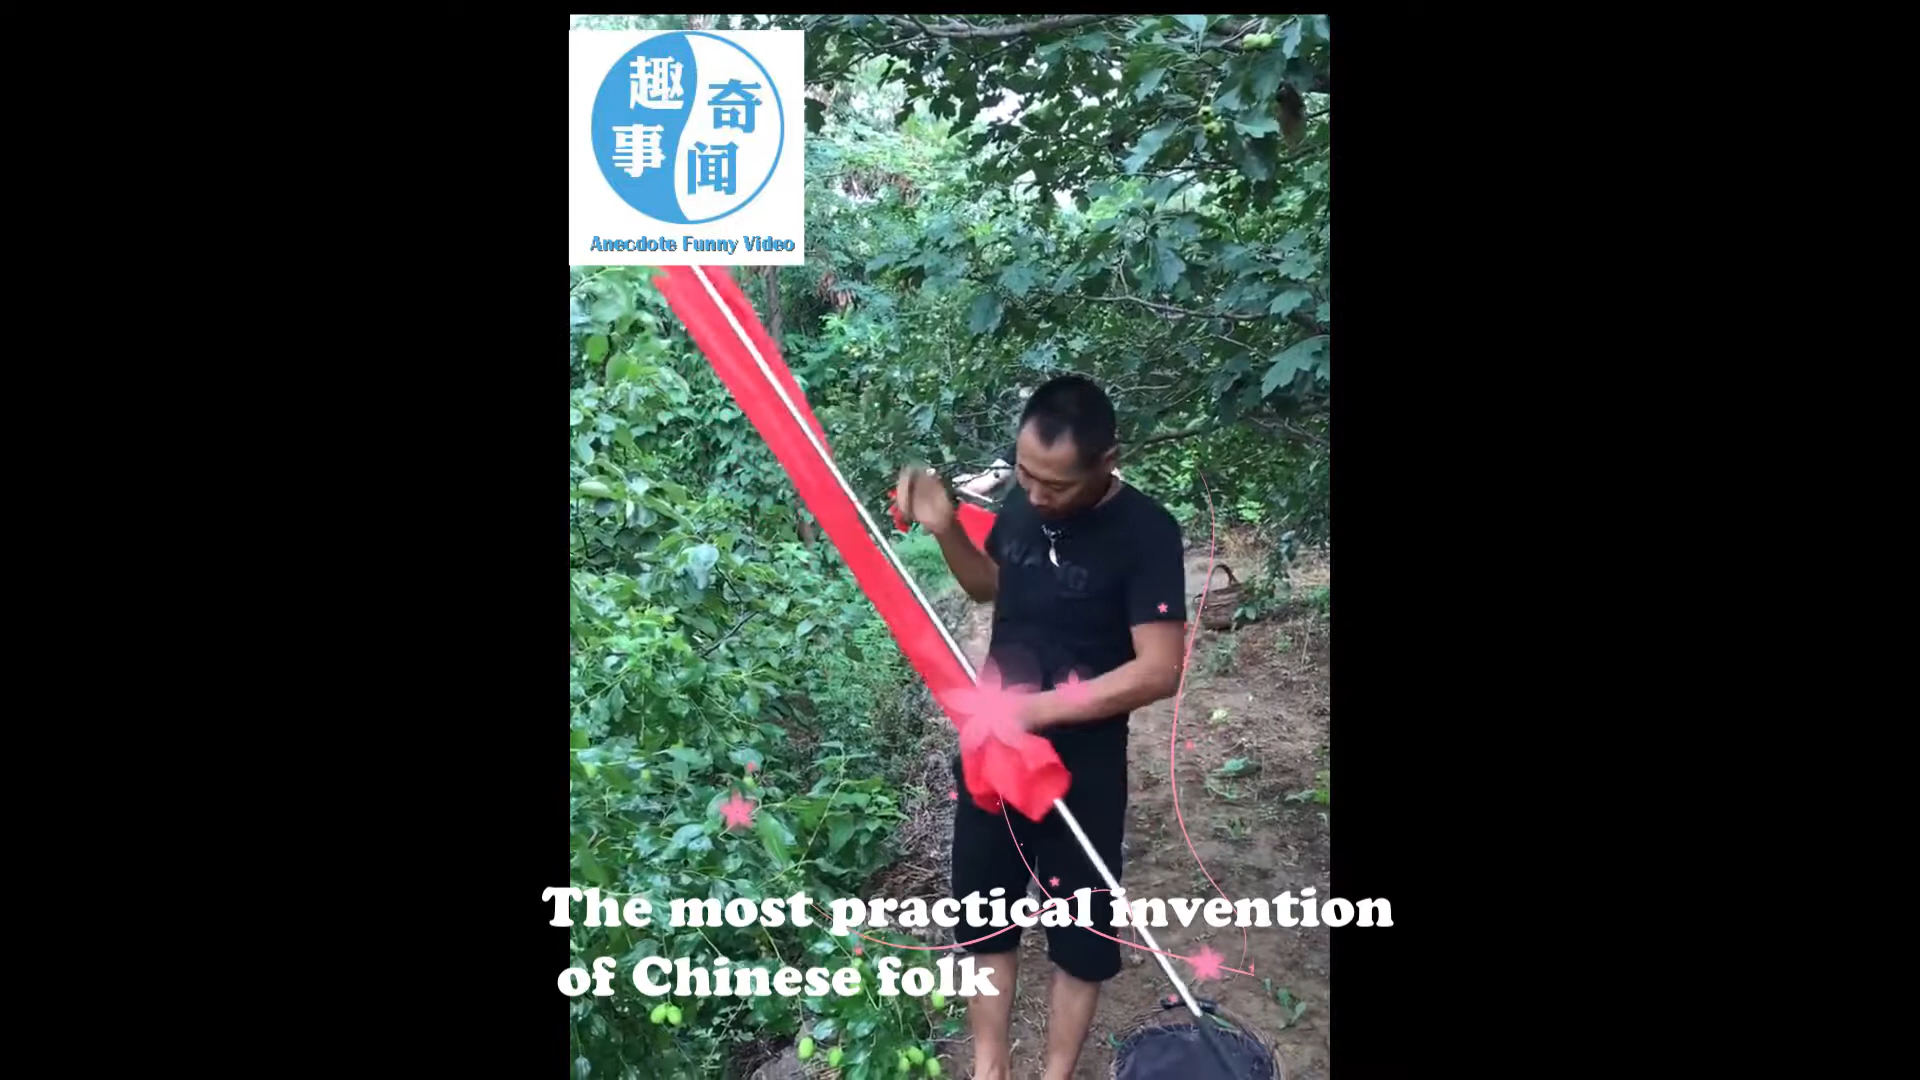 趣事
奇闻
Anecdote Funny Video
The most practical invention
of Chinese folk